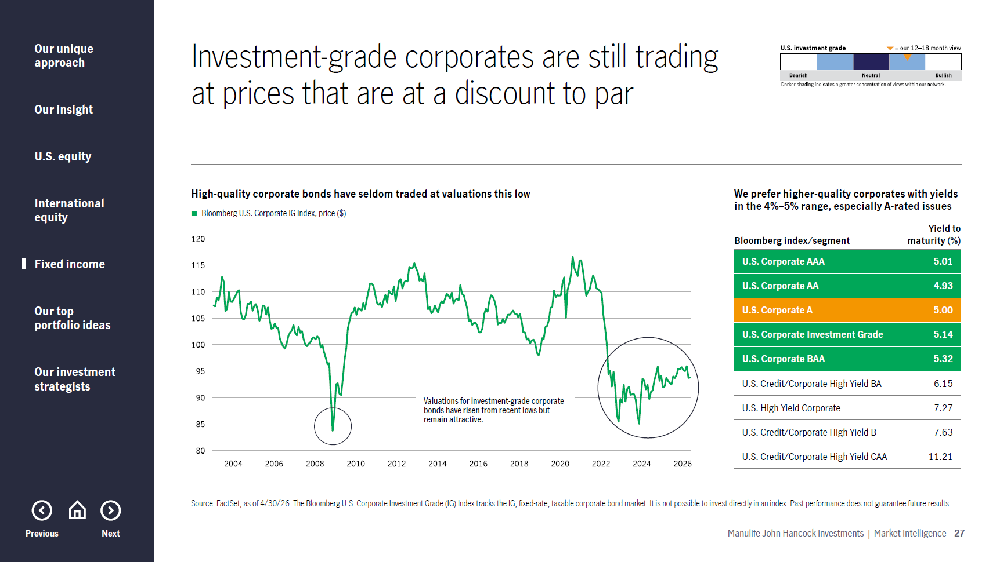 Our unique
approach
Our insight
U.S. equity
International
equity
Fixed income
Our top
portfolio ideas
Our investment
strategists
Previous
Next
Investment-grade corporates are still trading
at prices that are at a discount to par
U.S. investment grade
= our 12–18 month view
Bearish
Neutral
Bullish
Darker shading indicates a greater concentration of views within our network.
High-quality corporate bonds have seldom traded at valuations this low
Bloomberg U.S. Corporate IG Index, price ($)
120
115
110
105
100
95
90
85
80
2004 2006 2008 2010 2012 2014 2016 2018 2020 2022 2024 2026
Valuations for investment-grade corporate
bonds have risen from recent lows but
remain attractive.
We prefer higher-quality corporates with yields
in the 4%–5% range, especially A-rated issues
Yield to
Bloomberg index/segment maturity (%)
U.S. Corporate AAA 5.01
U.S. Corporate AA 4.93
U.S. Corporate A 5.00
U.S. Corporate Investment Grade 5.14
U.S. Corporate BAA 5.32
U.S. Credit/Corporate High Yield BA 6.15
U.S. High Yield Corporate 7.27
U.S. Credit/Corporate High Yield B 7.63
U.S. Credit/Corporate High Yield CAA 11.21
Source: FactSet, as of 4/30/26. The Bloomberg U.S. Corporate Investment Grade (IG) Index tracks the IG, fixed-rate, taxable corporate bond market. It is not possible to invest directly in an index. Past performance does not guarantee future results.
Manulife John Hancock Investments | Market Intelligence 27